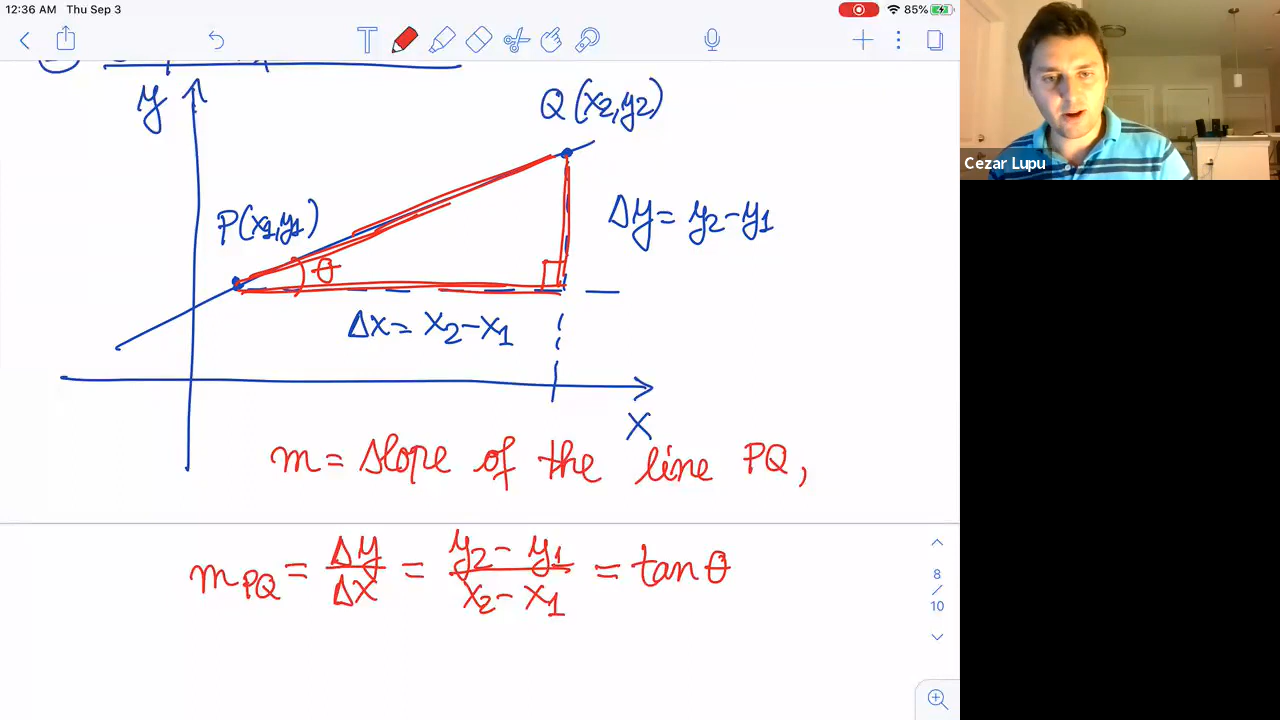 12:36 AM Thu Sep 3
85%
y
Q(x2,y2)
P(x1,y1)
Δy = y2-y1
θ
Δx = x2-x1
x
m = slope of the line PQ,
mPQ = Δy/Δx = y2-y1/x2-x1 = tan θ
8
/
10
Cezar Lupu